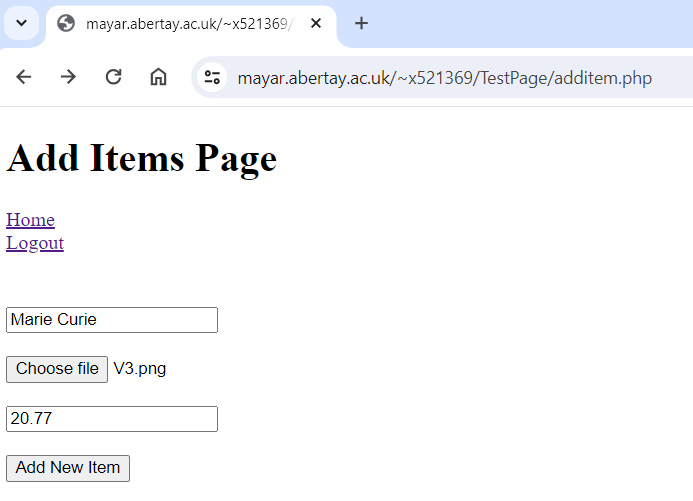 mayar.abertay.ac.uk/~x521369/
mayar.abertay.ac.uk/~x521369/TestPage/additem.php
Add Items Page
Home
Logout
Marie Curie
Choose file V3.png
20.77
Add New Item